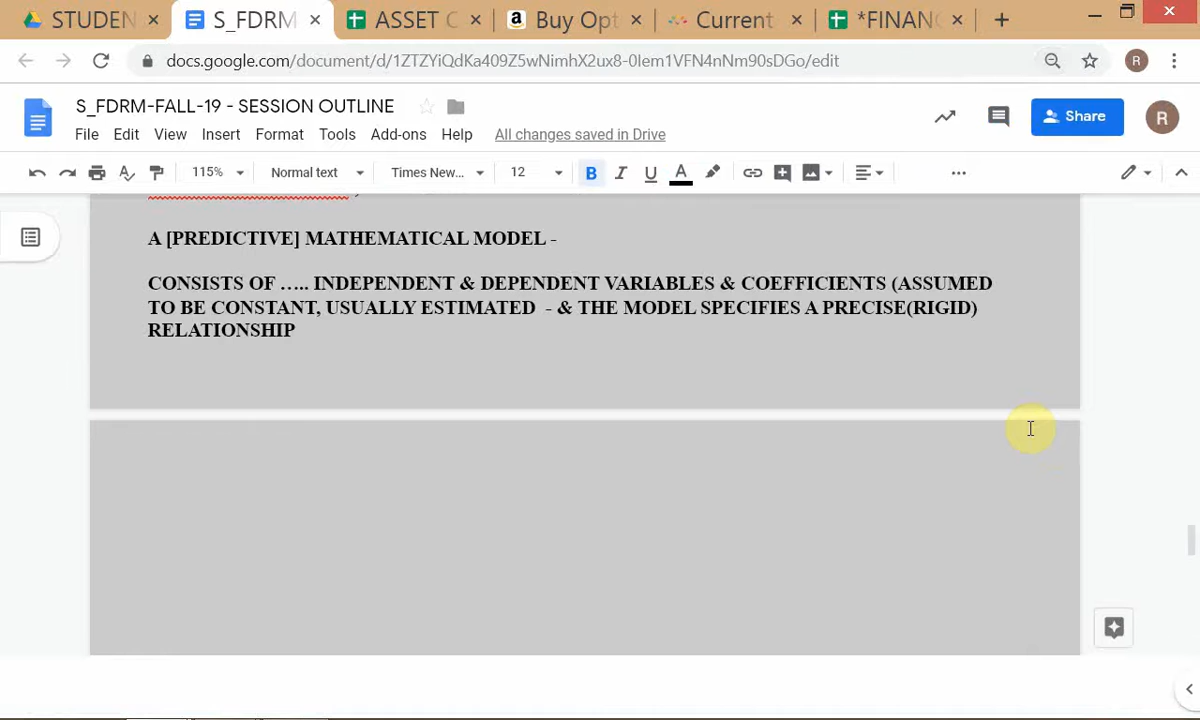 STUDEN
S_FDRM
ASSET C
Buy Opt
Current
*FINANC
docs.google.com/document/d/1ZTZYiQdKa409Z5wNimhX2ux8-0Iem1VFN4nNm90sDGo/edit
R
S_FDRM-FALL-19 - SESSION OUTLINE
File Edit View Insert Format Tools Add-ons Help All changes saved in Drive
Share
R
115% Normal text Times New... 12 B I U A
A [PREDICTIVE] MATHEMATICAL MODEL -
CONSISTS OF ….. INDEPENDENT & DEPENDENT VARIABLES & COEFFICIENTS (ASSUMED
TO BE CONSTANT, USUALLY ESTIMATED - & THE MODEL SPECIFIES A PRECISE(RIGID)
RELATIONSHIP